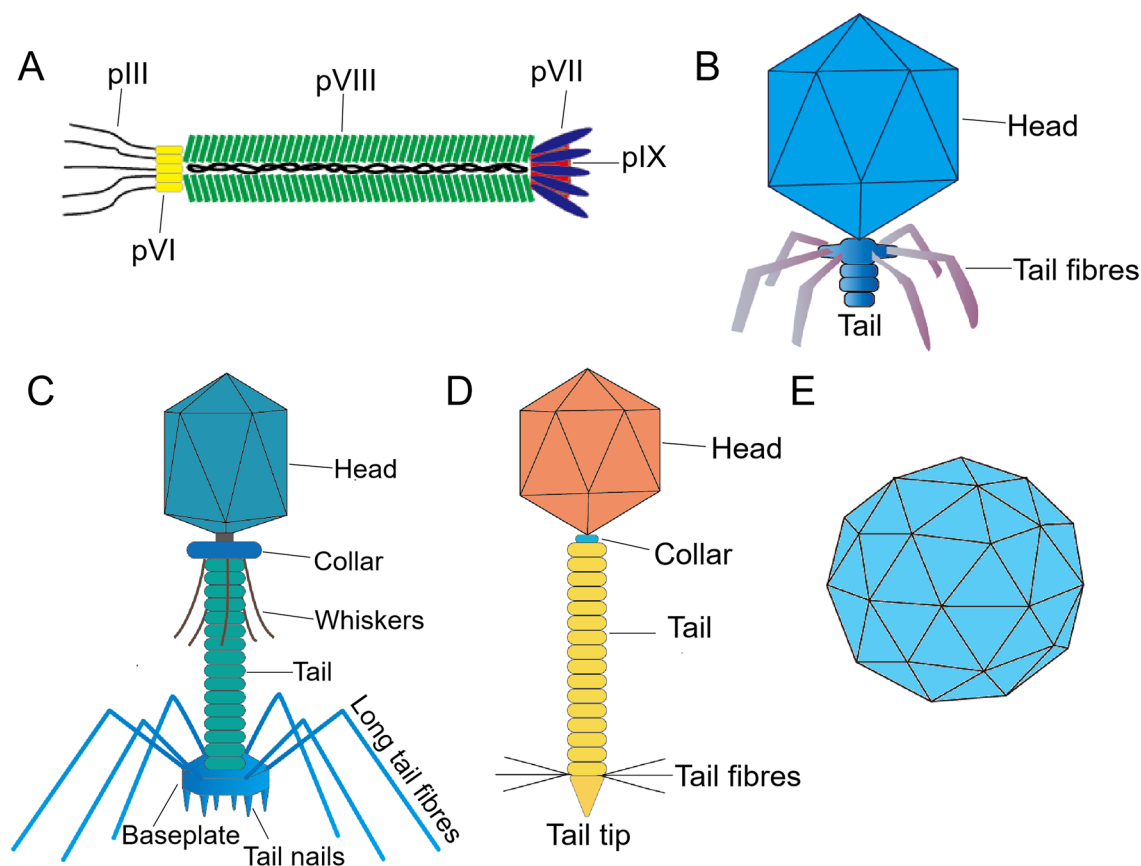 A
pIII
pVIII
pVII
pIX
pVI
B
Head
Tail fibres
Tail
C
Head
Collar
Whiskers
Tail
Long tail fibres
Baseplate
Tail nails
D
Head
Collar
Tail
Tail fibres
Tail tip
E